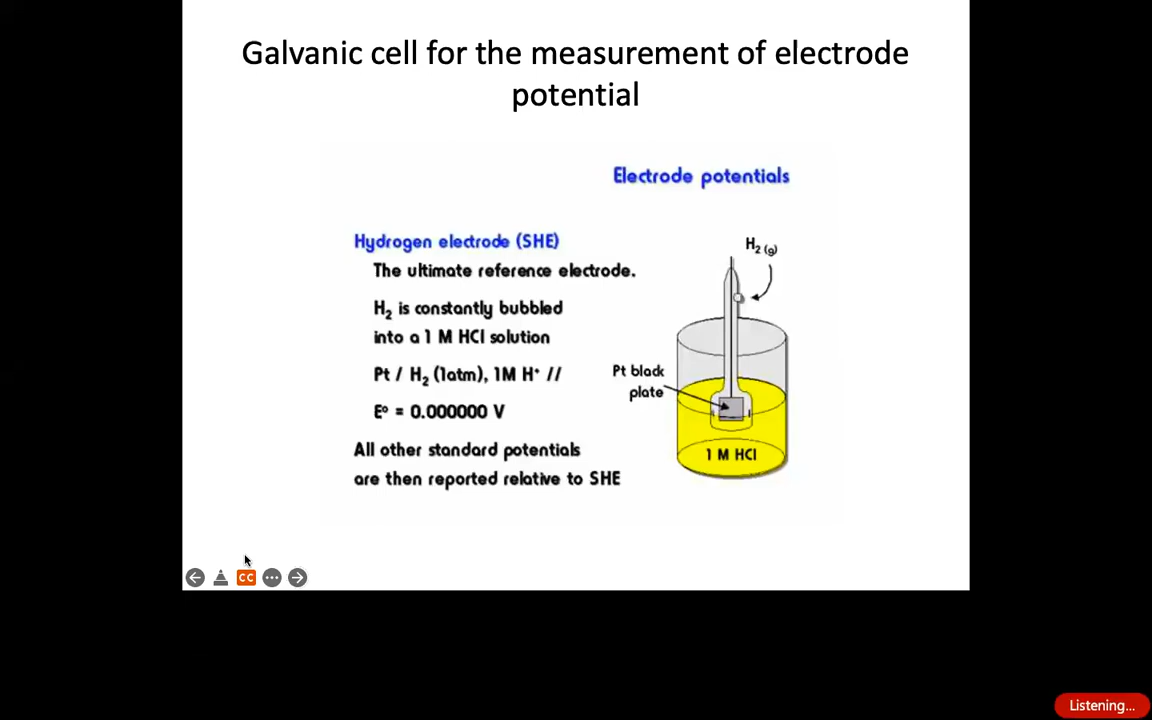 Galvanic cell for the measurement of electrode
potential
Electrode potentials
Hydrogen electrode (SHE)
The ultimate reference electrode.
H₂ is constantly bubbled
into a 1 M HCl solution
Pt / H₂ (1atm), 1M H⁺ //
E⁰ = 0.000000 V
All other standard potentials
are then reported relative to SHE
H₂ (g)
Pt black
plate
1 M HCl
CC
Listening...